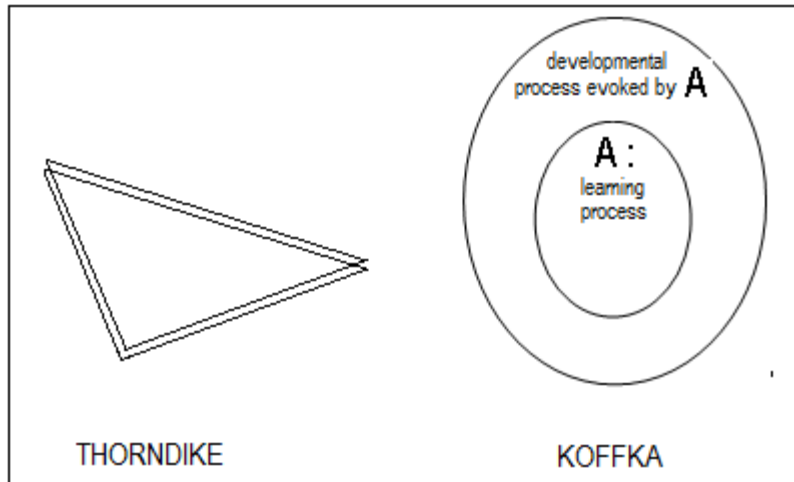 developmental
process evoked by A
A :
learning
process
THORNDIKE
KOFFKA